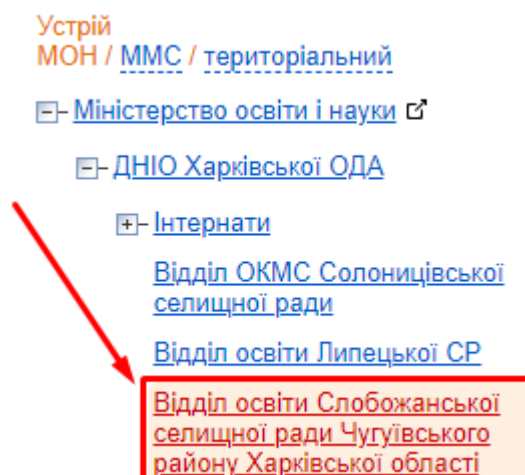 Устрій
МОН / ММС / територіальний
Міністерство освіти і науки
ДНІО Харківської ОДА
Інтернати
Відділ ОКМС Солоницівської
селищної ради
Відділ освіти Липецької СР
Відділ освіти Слобожанської
селищної ради Чугуївського
району Харківської області